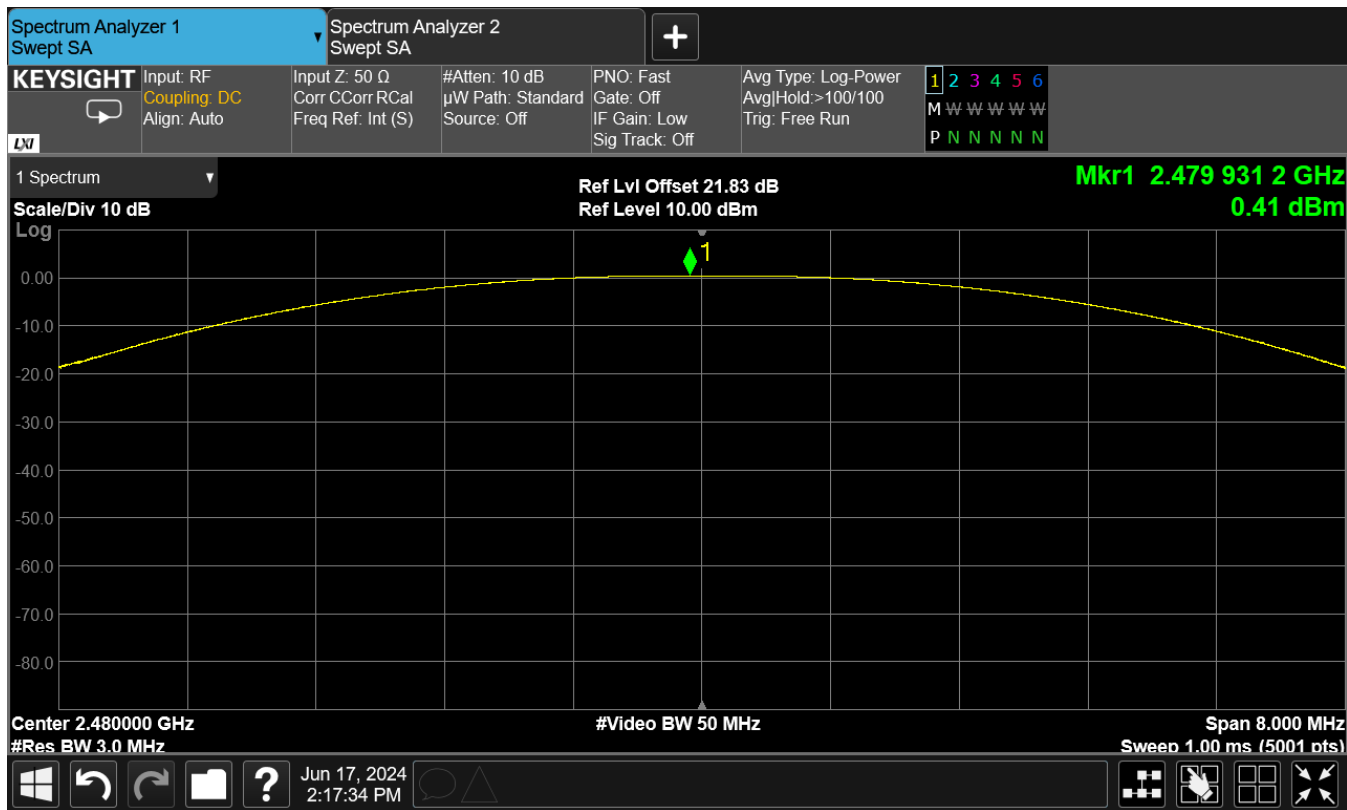 Spectrum Analyzer 1
Swept SA
Spectrum Analyzer 2
Swept SA
KEYSIGHT
LXI
Input: RF
Coupling: DC
Align: Auto
Input Z: 50 Ω
Corr CCorr RCal
Freq Ref: Int (S)
#Atten: 10 dB
µW Path: Standard
Source: Off
PNO: Fast
Gate: Off
IF Gain: Low
Sig Track: Off
Avg Type: Log-Power
Avg|Hold:>100/100
Trig: Free Run
1 2 3 4 5 6
M W W W W W
P N N N N N
1 Spectrum
Scale/Div 10 dB
Log
Ref Lvl Offset 21.83 dB
Ref Level 10.00 dBm
Mkr1 2.479 931 2 GHz
0.41 dBm
1
0.00
-10.0
-20.0
-30.0
-40.0
-50.0
-60.0
-70.0
-80.0
Center 2.480000 GHz
#Res BW 3.0 MHz
#Video BW 50 MHz
Span 8.000 MHz
Sweep 1.00 ms (5001 pts)
?
Jun 17, 2024
2:17:34 PM